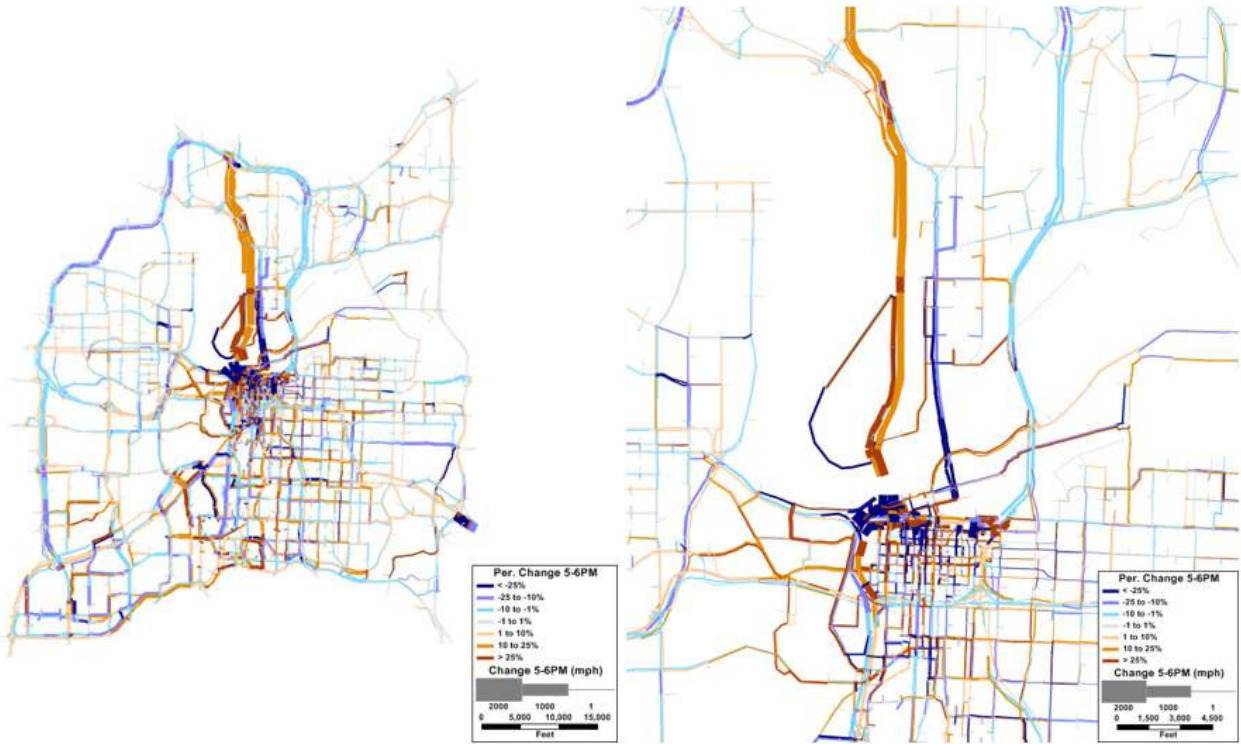 Per. Change 5-6PM
< -25%
-25 to -10%
-10 to -1%
-1 to 1%
1 to 10%
10 to 25%
> 25%
Change 5-6PM (mph)
2000 1000 1
0 5,000 10,000 15,000
Feet
Per. Change 5-6PM
< -25%
-25 to -10%
-10 to -1%
-1 to 1%
1 to 10%
10 to 25%
> 25%
Change 5-6PM (mph)
2000 1000 1
0 1,500 3,000 4,500
Feet